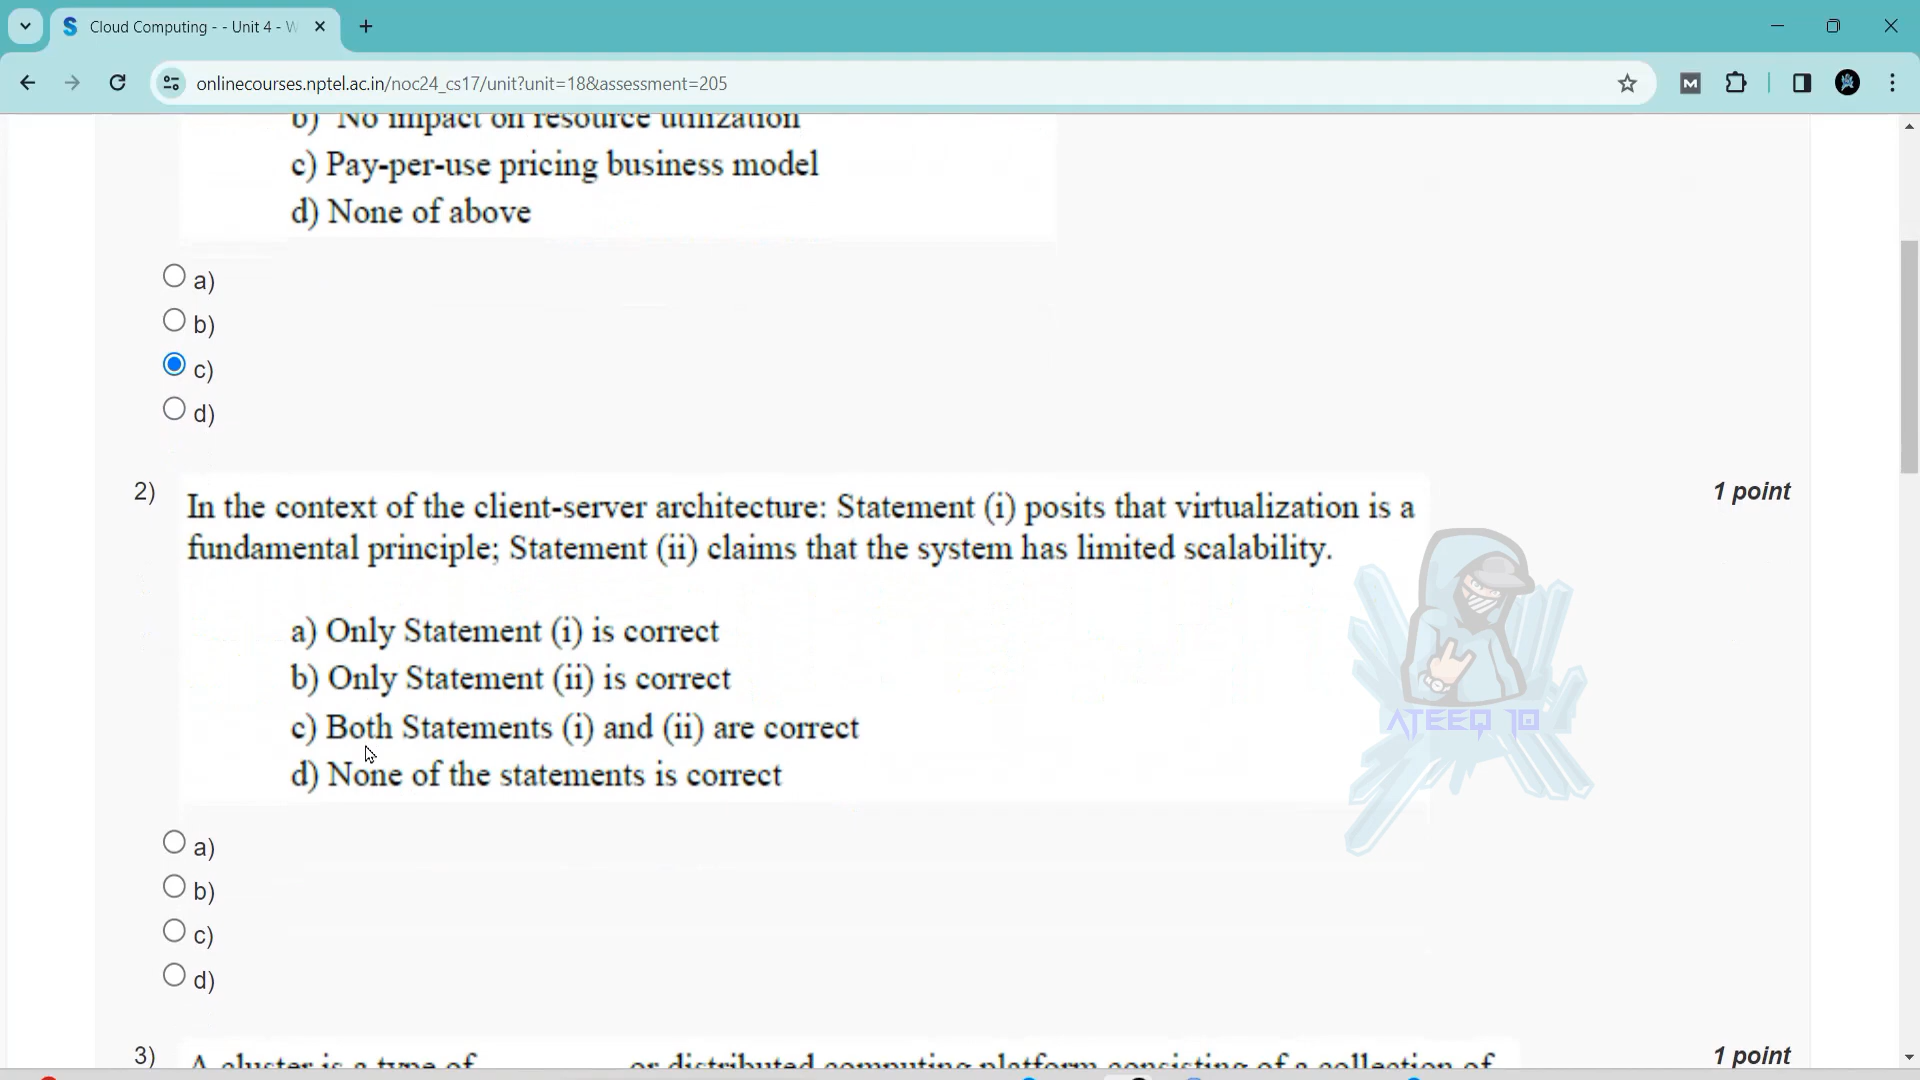 Cloud Computing - - Unit 4 - W
onlinecourses.nptel.ac.in/noc24_cs17/unit?unit=18&assessment=205
b) No impact on resource utilization
c) Pay-per-use pricing business model
d) None of above
a)
b)
c)
d)
2) In the context of the client-server architecture: Statement (i) posits that virtualization is a 1 point
fundamental principle; Statement (ii) claims that the system has limited scalability.
a) Only Statement (i) is correct
b) Only Statement (ii) is correct
c) Both Statements (i) and (ii) are correct
d) None of the statements is correct
ATEEQ 10
a)
b)
c)
d)
3) A cluster is a type of ______ or distributed computing platform consisting of a collection of 1 point